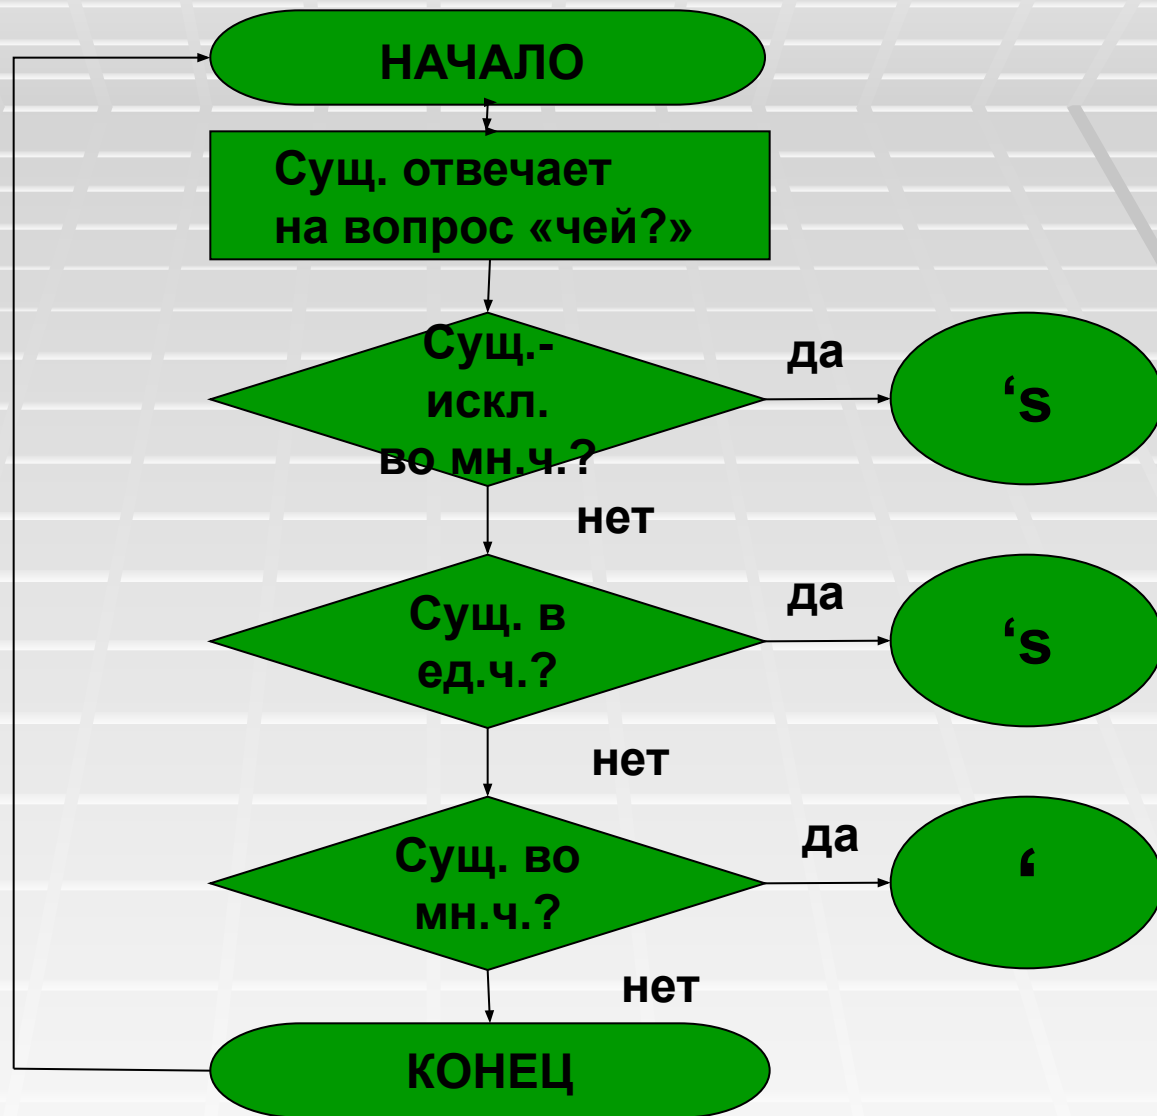 НАЧАЛО
Сущ. отвечает
на вопрос «чей?»
Сущ.-
искл.
во мн.ч.?
да
‘s
нет
Сущ. в
ед.ч.?
да
‘s
нет
Сущ. во
мн.ч.?
да
‘
нет
КОНЕЦ